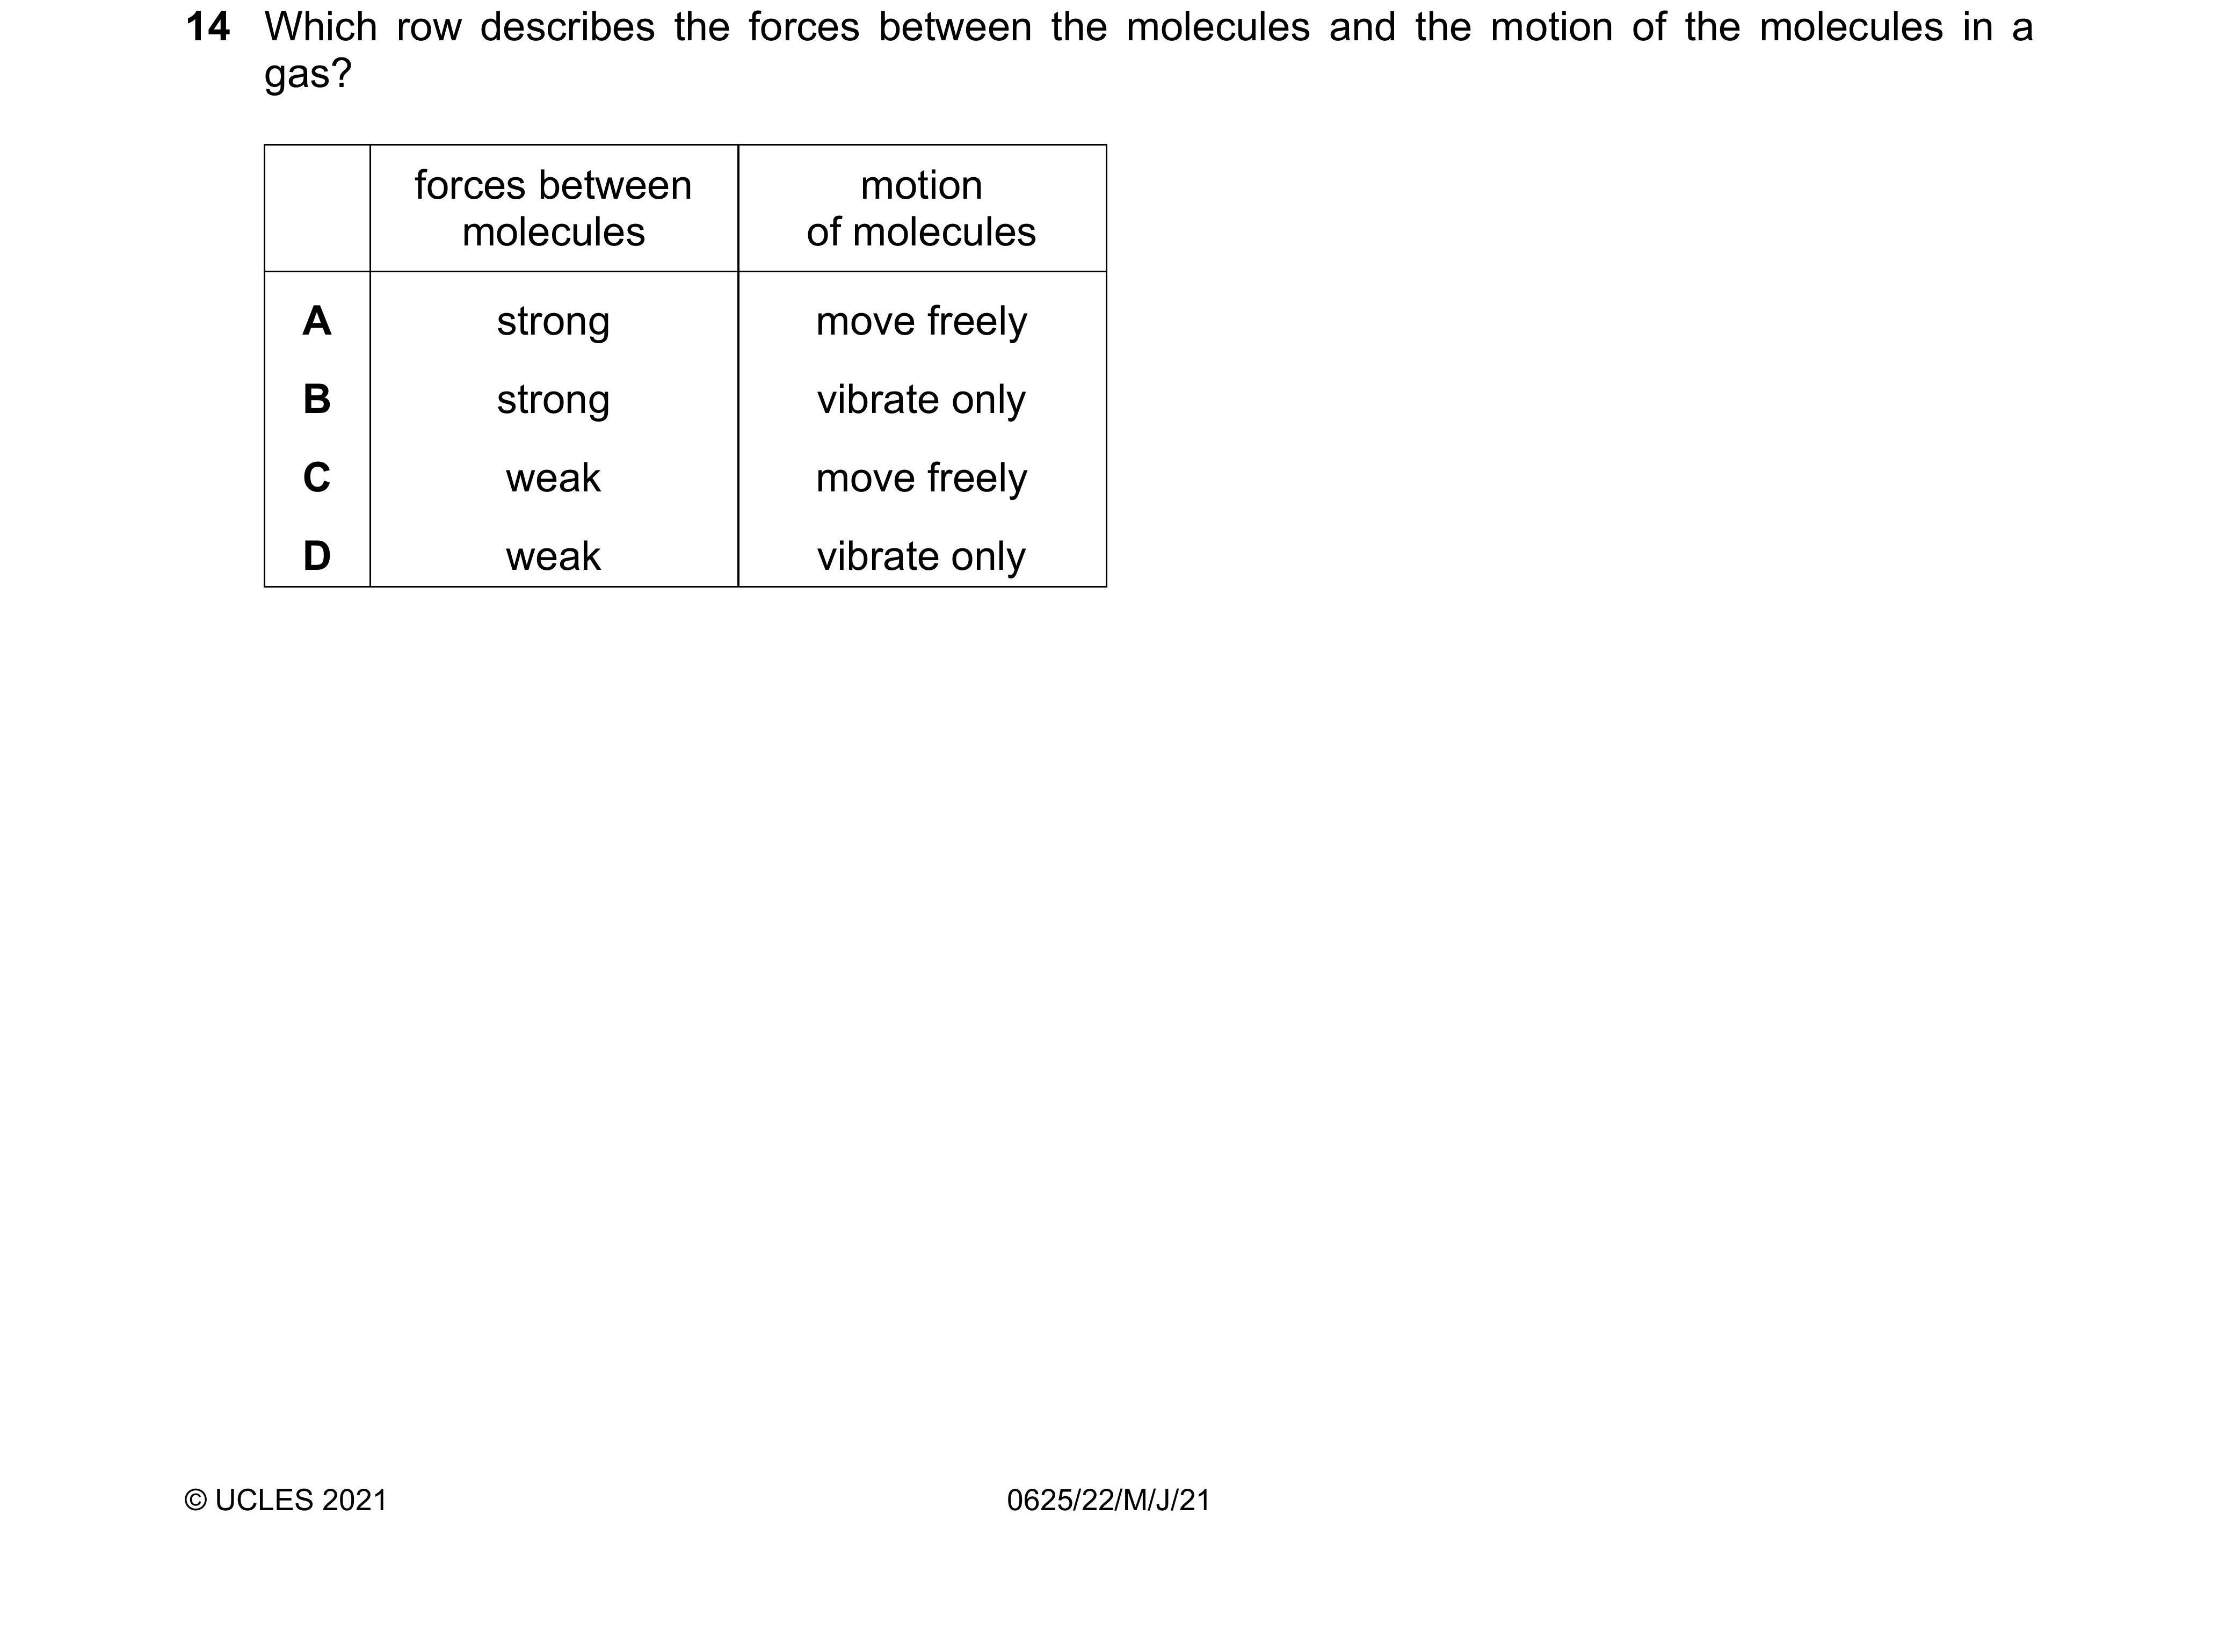 14 Which row describes the forces between the molecules and the motion of the molecules in a
gas?
forces between
molecules
motion
of molecules
A strong move freely
B strong vibrate only
C weak move freely
D weak vibrate only
© UCLES 2021 0625/22/M/J/21